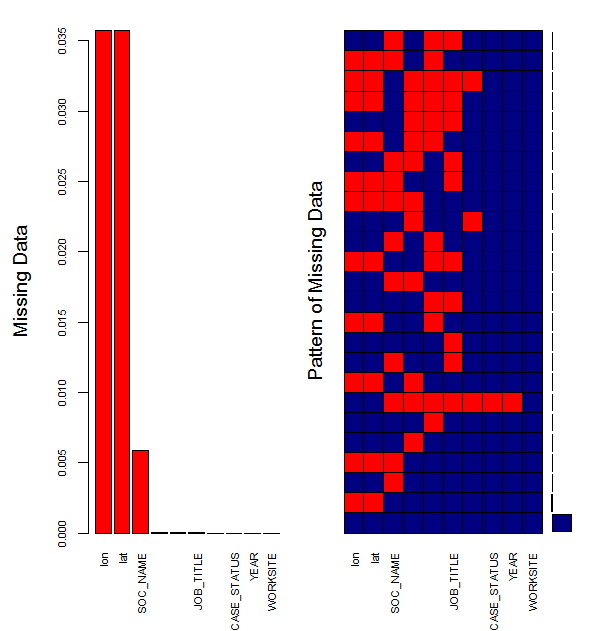 Missing Data
0.000
0.005
0.010
0.015
0.020
0.025
0.030
0.035
lon
lat
SOC_NAME
JOB_TITLE
CASE_STATUS
YEAR
WORKSITE
Pattern of Missing Data
lon
lat
SOC_NAME
JOB_TITLE
CASE_STATUS
YEAR
WORKSITE